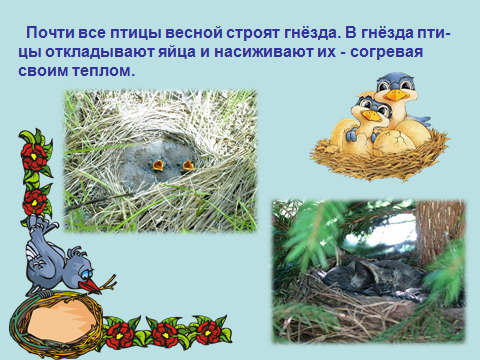 Почти все птицы весной строят гнёзда. В гнёзда пти-
цы откладывают яйца и насиживают их - согревая
своим теплом.